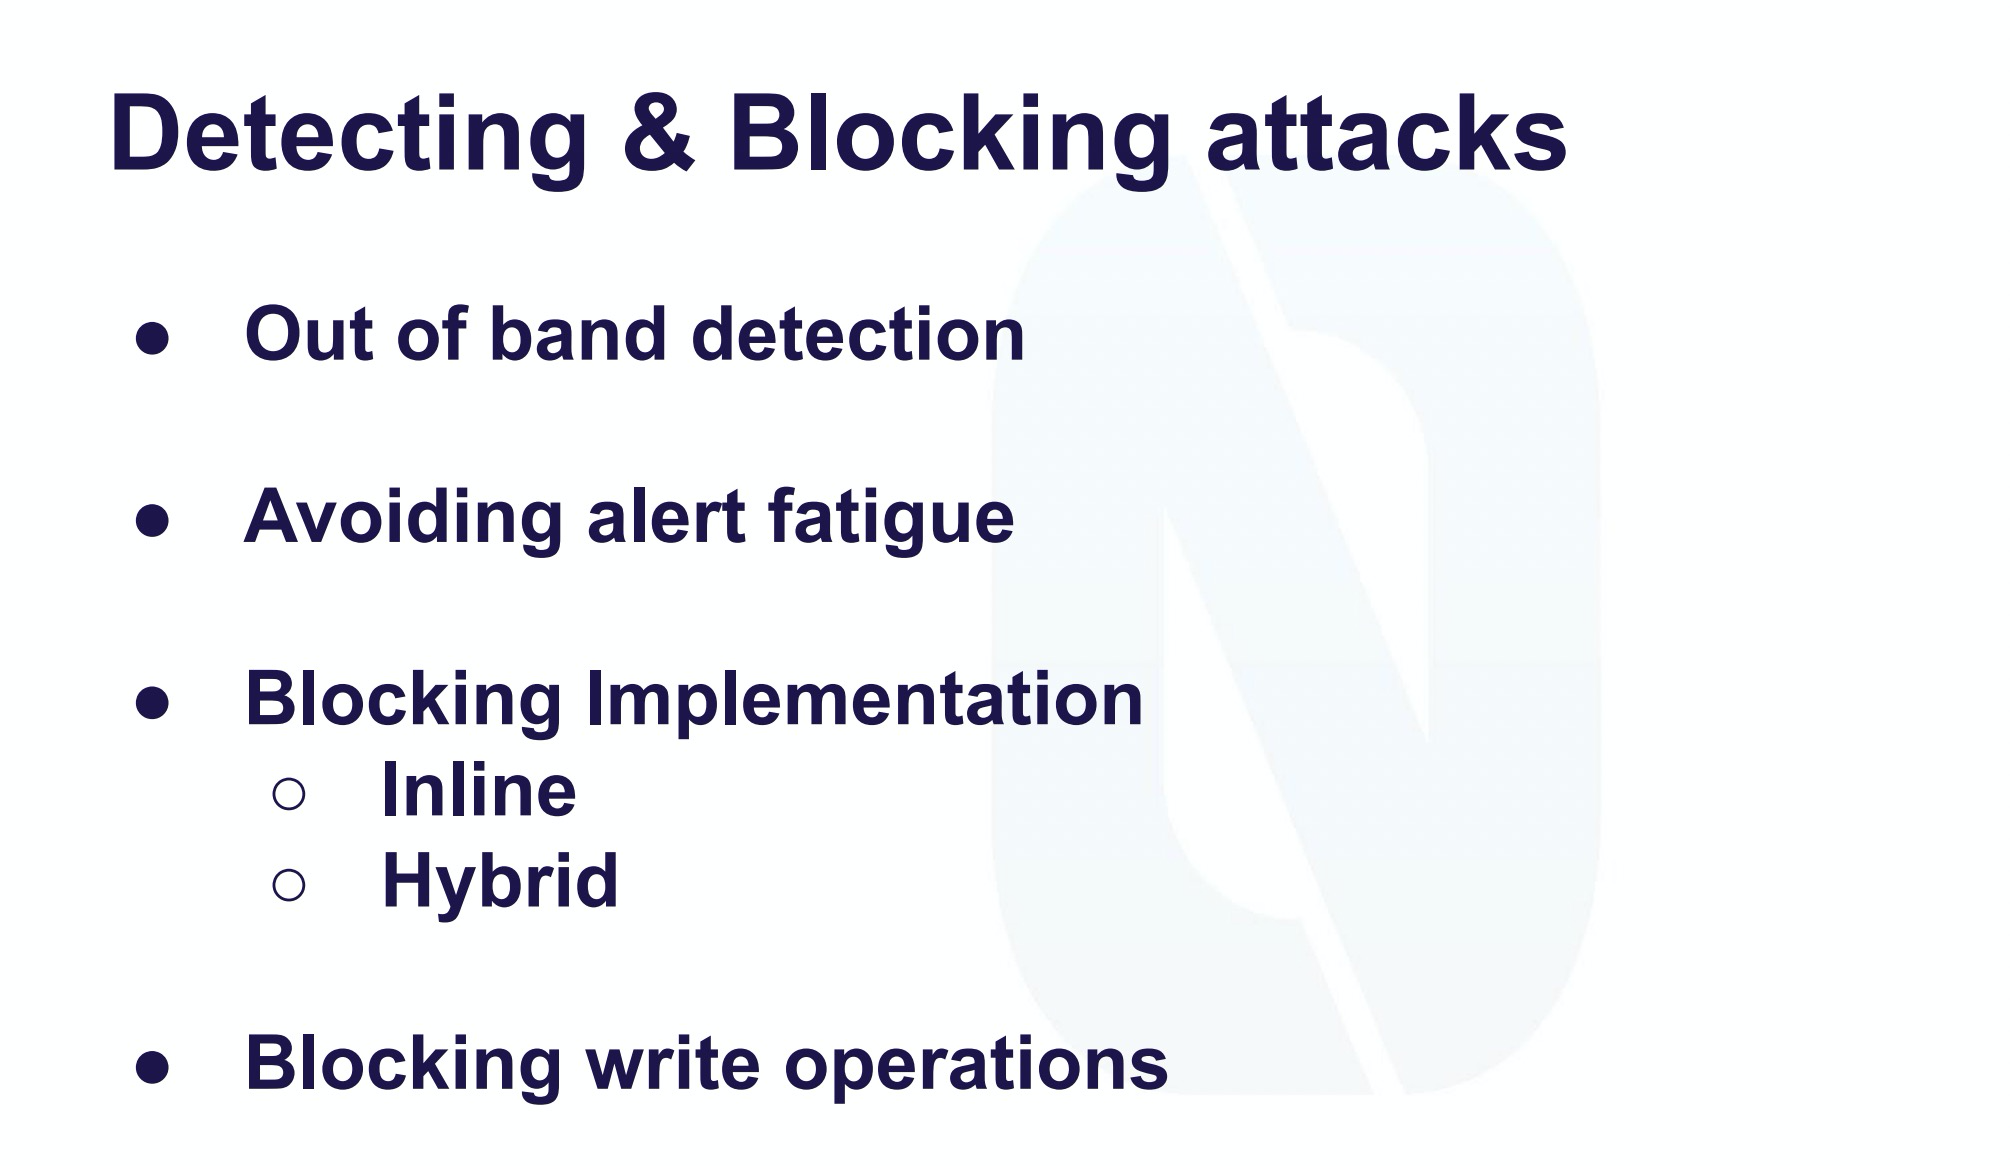 Detecting & Blocking attacks
● Out of band detection
● Avoiding alert fatigue
● Blocking Implementation
○ Inline
○ Hybrid
● Blocking write operations